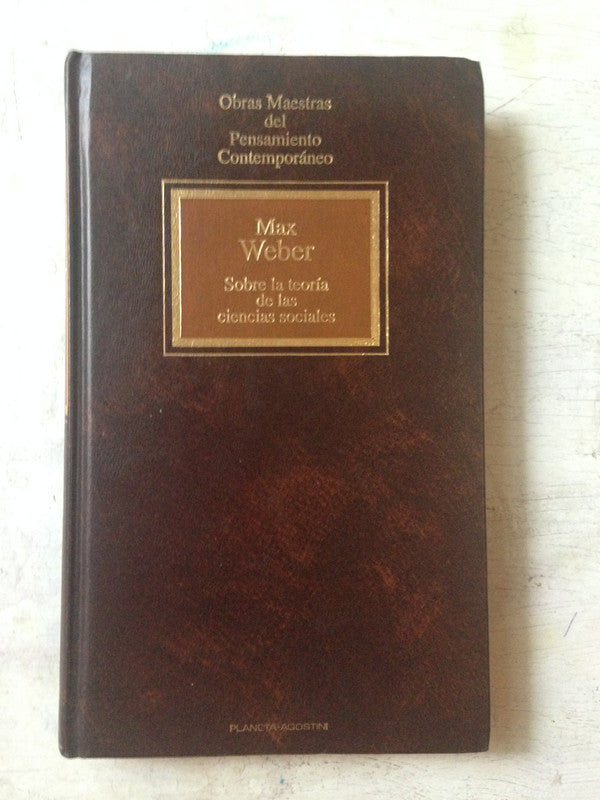 Obras Maestras
del
Pensamiento
Contemporáneo
Max
Weber
Sobre la teoría
de las
ciencias sociales
PLANETA-AGOSTINI